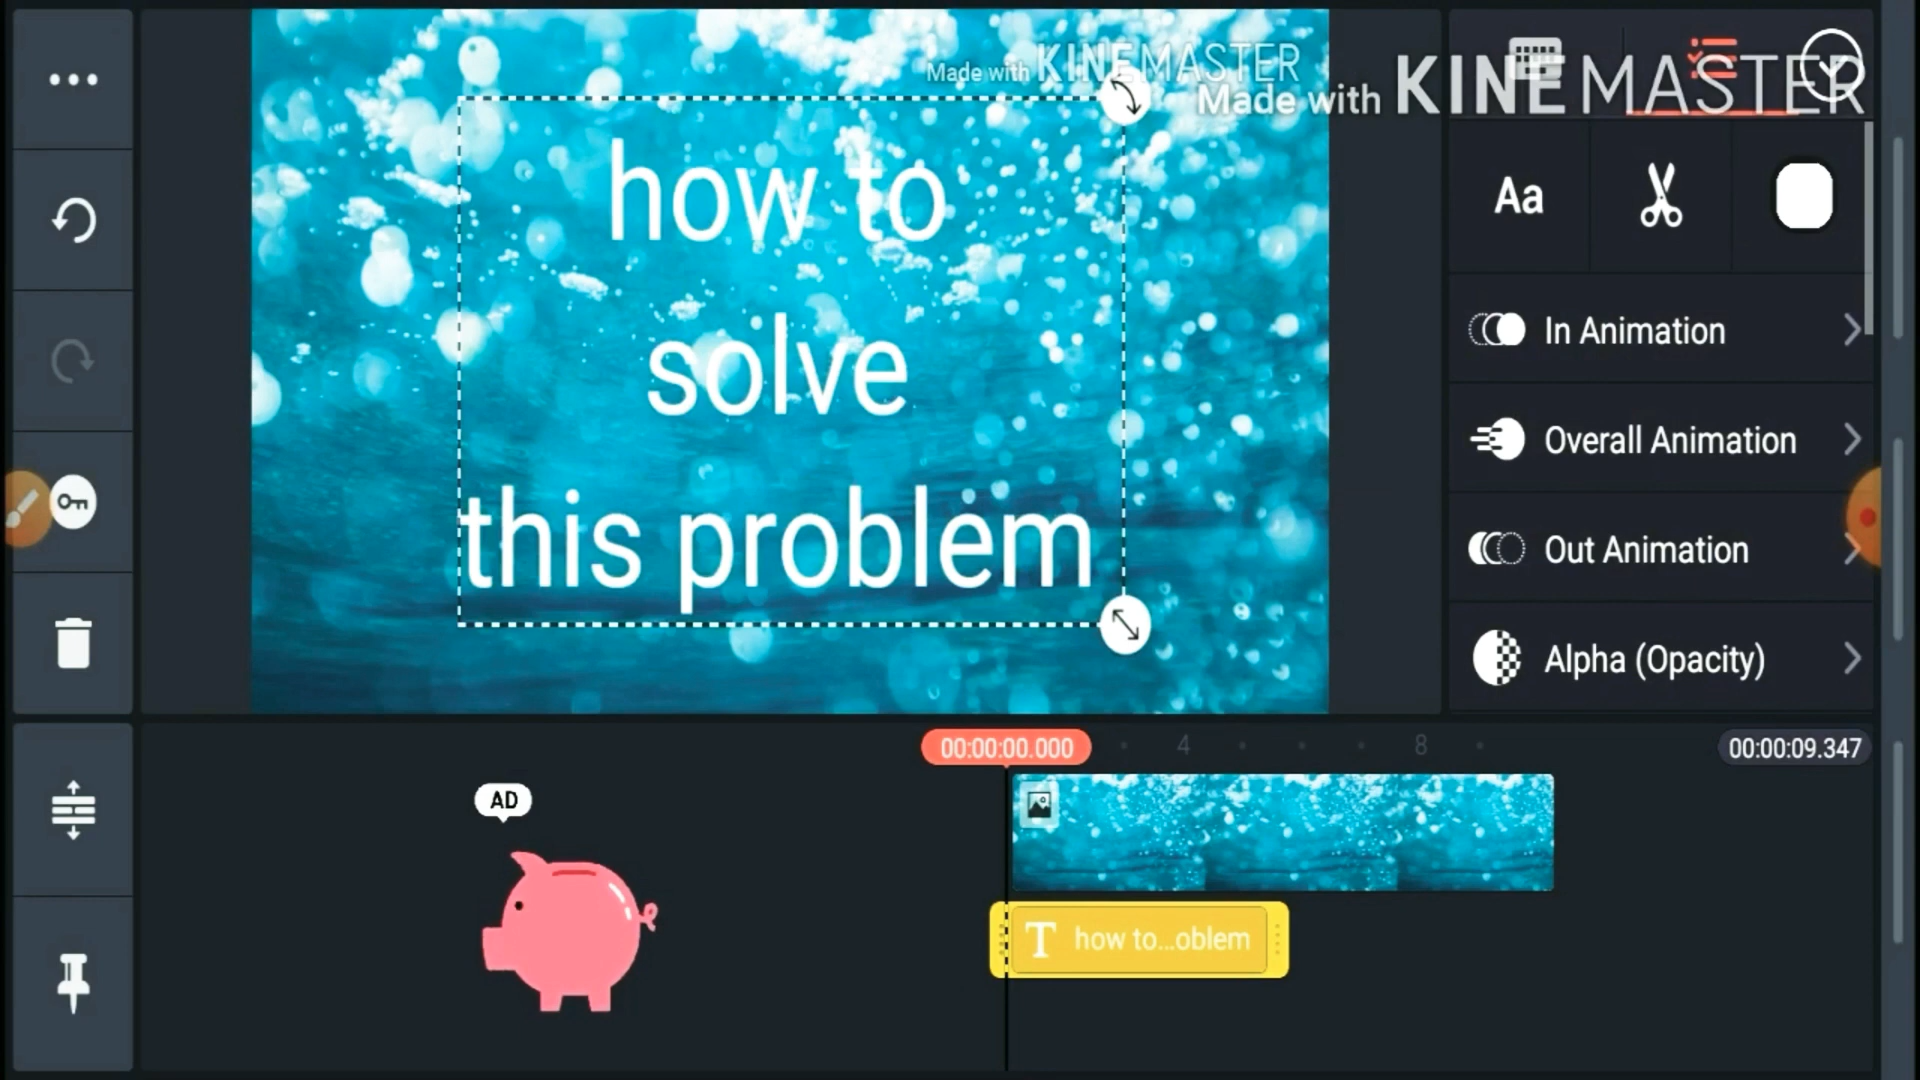 Made with KINEMASTER
Made with KINEMASTER
how to
solve
this problem
Aa
In Animation
Overall Animation
Out Animation
Alpha (Opacity)
00:00:00.000
4
8
00:00:09.347
AD
T how to...oblem